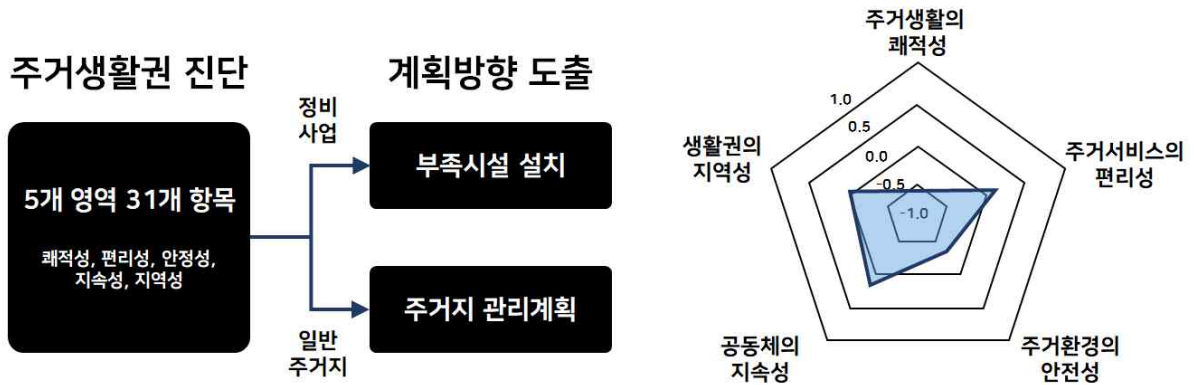 주거생활권 진단
5개 영역 31개 항목
쾌적성, 편리성, 안정성,
지속성, 지역성
정비
사업
일반
주거지
계획방향 도출
부족시설 설치
주거지 관리계획
주거생활의
쾌적성
주거서비스의
편리성
주거환경의
안전성
공동체의
지속성
생활권의
지역성
1.0
0.5
0.0
-0.5
-1.0